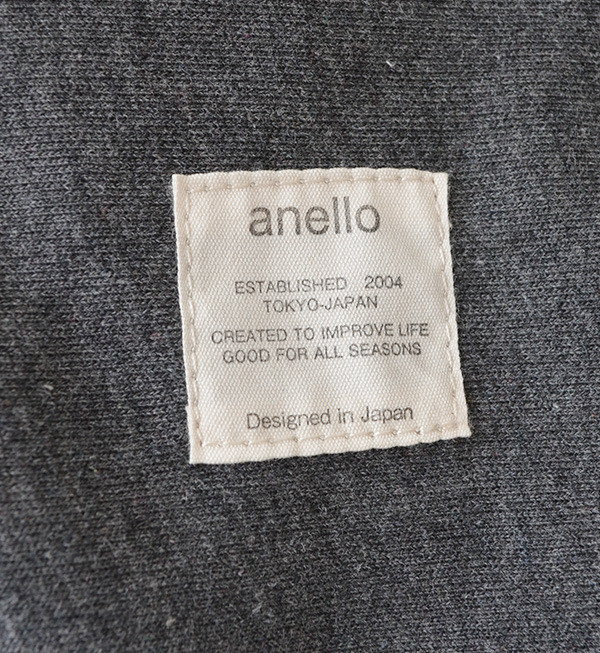 anello
ESTABLISHED 2004
TOKYO-JAPAN
CREATED TO IMPROVE LIFE
GOOD FOR ALL SEASONS
Designed in Japan